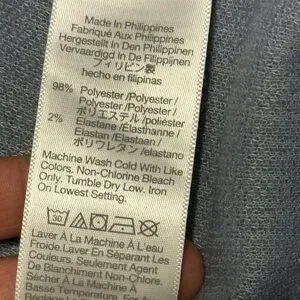 Made In Philippines
Fabriqué Aux Philippines
Hergestellt In Den Philippinen
Vervaardigd In De Filippijnen
フィリピン製
hecho en filipinas
98% Polyester /Polyester /
Polyester /Polyester /
ポリエステル /poliéster
2% Elastane /Elasthanne /
Elastan /Elastaan /
ポリウレタン /elastano
Machine Wash Cold With Like
Colors. Non-Chlorine Bleach
Only. Tumble Dry Low. Iron
On Lowest Setting.
30
Laver À La Machine À L'eau
Froide.Laver En Séparant Les
Couleurs. Seulement Agent
De Blanchiment Non-Chlore.
Sécher À La Machine À
Basse Température.